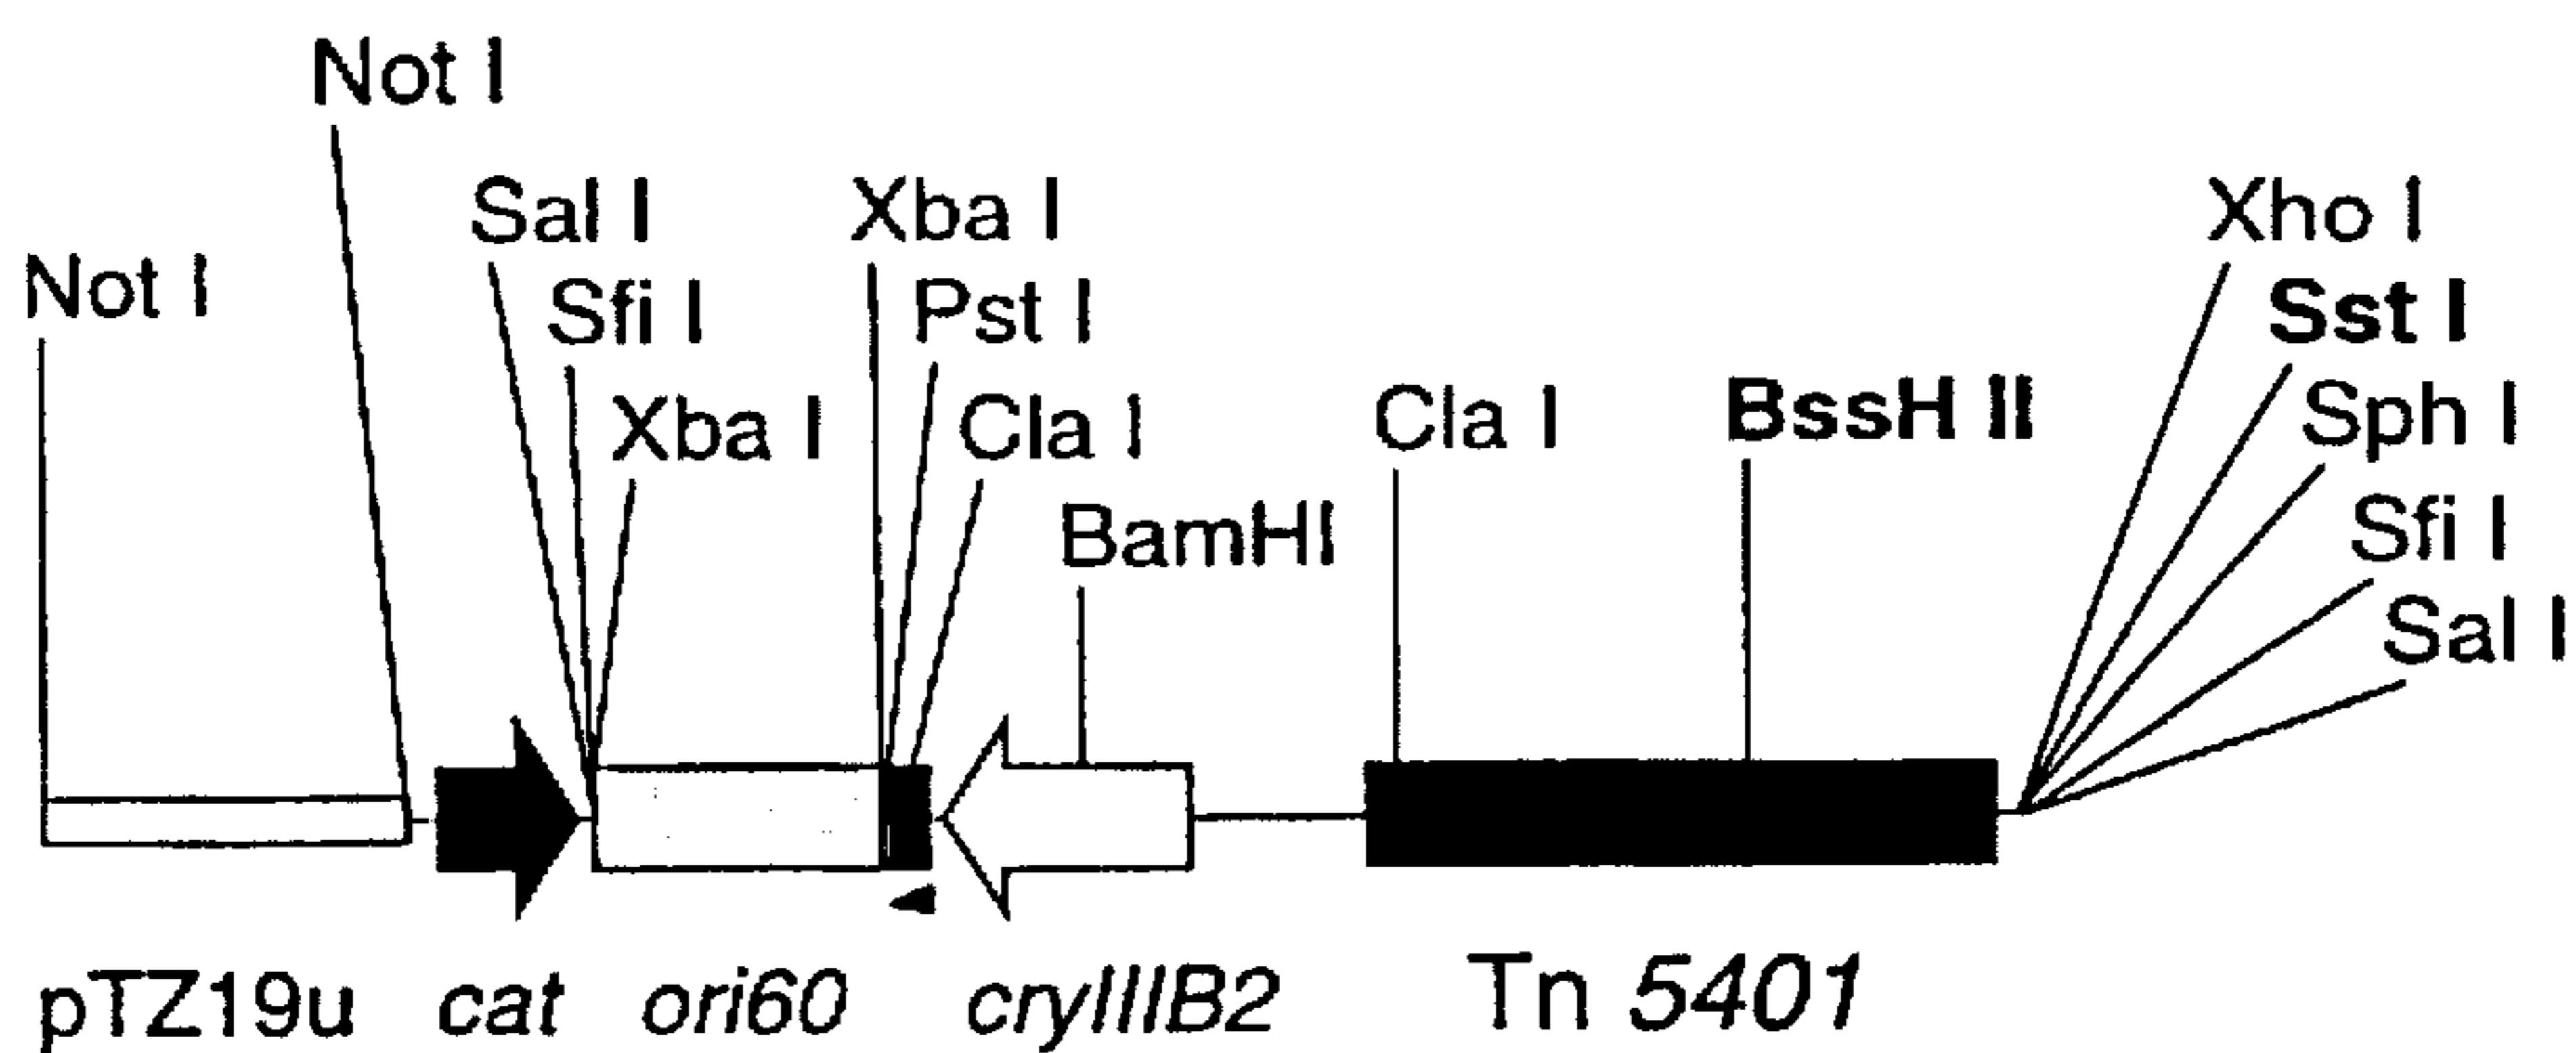 Not I
Not I
Sal I
Sfi I
Xba I
Xba I
Pst I
Cla I
BamHI
Cla I
BssH II
Xho I
Sst I
Sph I
Sfi I
Sal I
pTZ19u cat ori60 cryIIIB2 Tn 5401